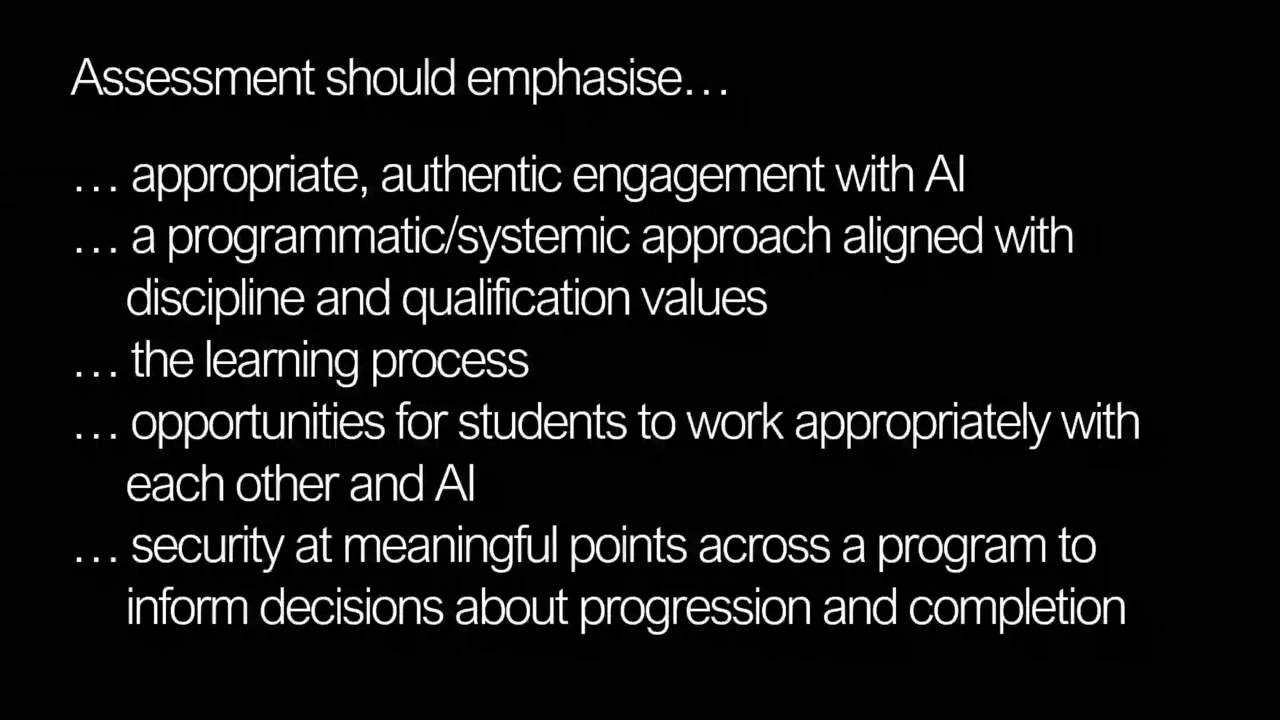 Assessment should emphasise…
… appropriate, authentic engagement with AI
… a programmatic/systemic approach aligned with
discipline and qualification values
… the learning process
… opportunities for students to work appropriately with
each other and AI
… security at meaningful points across a program to
inform decisions about progression and completion